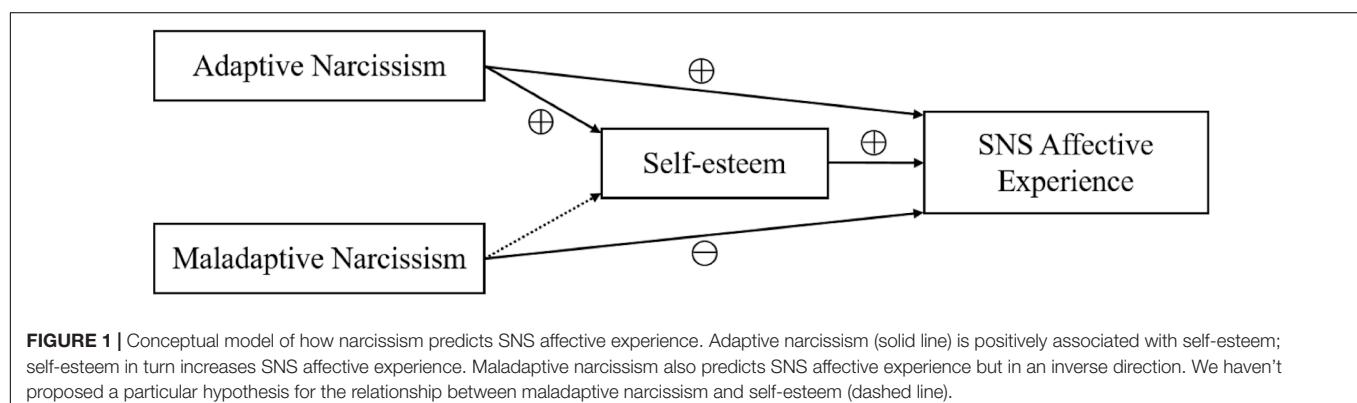 Adaptive Narcissism
⊕
⊕
Self-esteem
⊕
SNS Affective
Experience
Maladaptive Narcissism
⊖
FIGURE 1 | Conceptual model of how narcissism predicts SNS affective experience. Adaptive narcissism (solid line) is positively associated with self-esteem;
self-esteem in turn increases SNS affective experience. Maladaptive narcissism also predicts SNS affective experience but in an inverse direction. We haven’t
proposed a particular hypothesis for the relationship between maladaptive narcissism and self-esteem (dashed line).